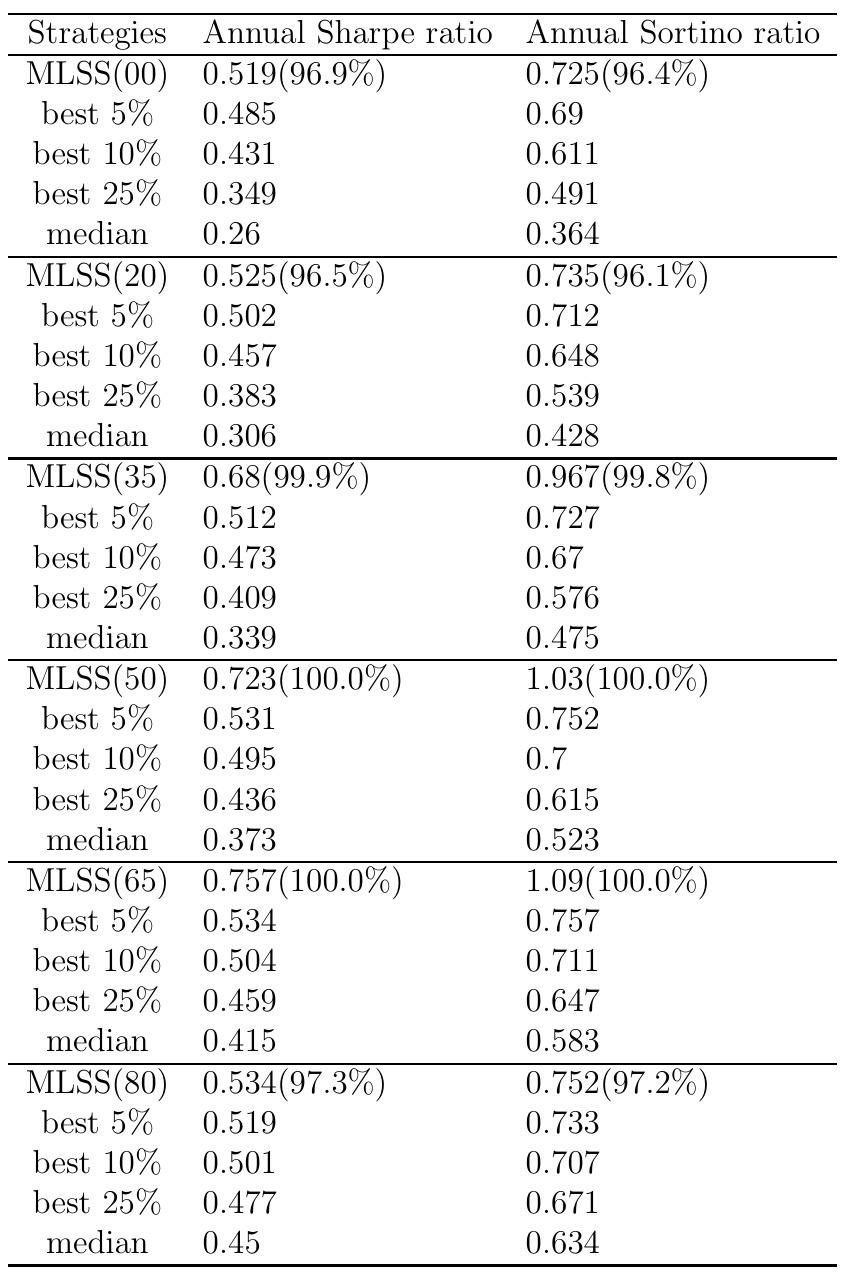 Strategies Annual Sharpe ratio Annual Sortino ratio
MLSS(00) 0.519(96.9%) 0.725(96.4%)
best 5% 0.485 0.69
best 10% 0.431 0.611
best 25% 0.349 0.491
median 0.26 0.364
MLSS(20) 0.525(96.5%) 0.735(96.1%)
best 5% 0.502 0.712
best 10% 0.457 0.648
best 25% 0.383 0.539
median 0.306 0.428
MLSS(35) 0.68(99.9%) 0.967(99.8%)
best 5% 0.512 0.727
best 10% 0.473 0.67
best 25% 0.409 0.576
median 0.339 0.475
MLSS(50) 0.723(100.0%) 1.03(100.0%)
best 5% 0.531 0.752
best 10% 0.495 0.7
best 25% 0.436 0.615
median 0.373 0.523
MLSS(65) 0.757(100.0%) 1.09(100.0%)
best 5% 0.534 0.757
best 10% 0.504 0.711
best 25% 0.459 0.647
median 0.415 0.583
MLSS(80) 0.534(97.3%) 0.752(97.2%)
best 5% 0.519 0.733
best 10% 0.501 0.707
best 25% 0.477 0.671
median 0.45 0.634